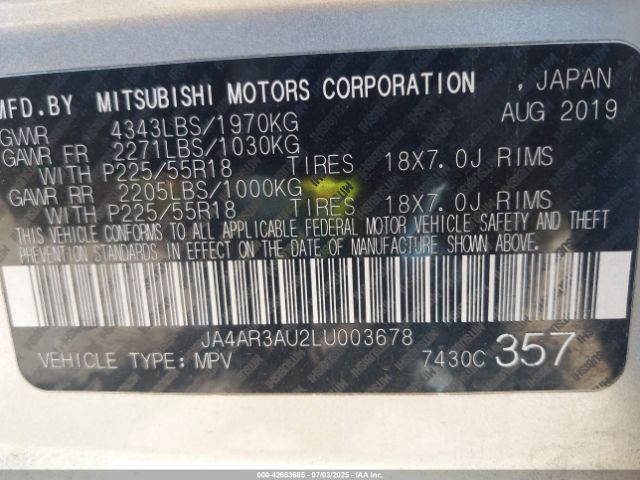 MFD.BY MITSUBISHI MOTORS CORPORATION , JAPAN
GVWR 4343LBS/1970KG AUG 2019
GAWR FR 2271LBS/1030KG
WITH P225/55R18 TIRES 18X7.0J RIMS
GAWR RR 2205LBS/1000KG
WITH P225/55R18 TIRES 18X7.0J RIMS
THIS VEHICLE CONFORMS TO ALL APPLICABLE FEDERAL MOTOR VEHICLE SAFETY AND THEFT
PREVENTION STANDARDS IN EFFECT ON THE DATE OF MANUFACTURE SHOWN ABOVE.
JA4AR3AU2LU003678
VEHICLE TYPE: MPV 7430C 357
000-42663685 - 07/03/2025 - IAAI.COM